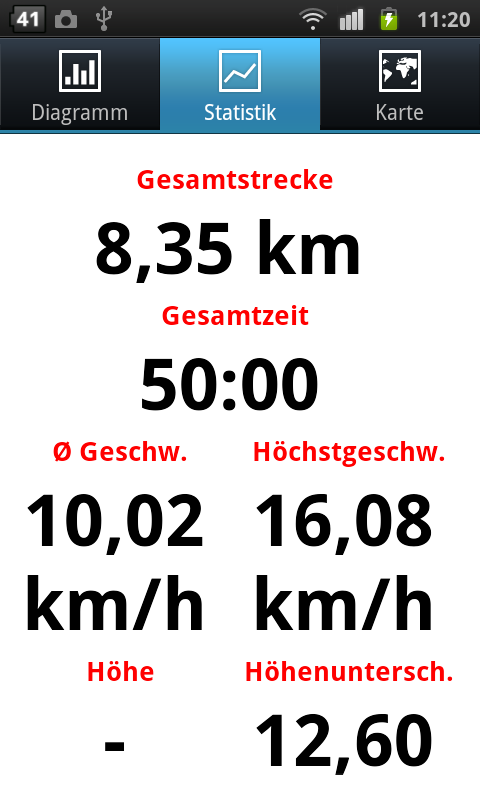 41 11:20
Diagramm Statistik Karte
Gesamtstrecke
8,35 km
Gesamtzeit
50:00
Ø Geschw. Höchstgeschw.
10,02 16,08
km/h km/h
Höhe Höhenuntersch.
- 12,60